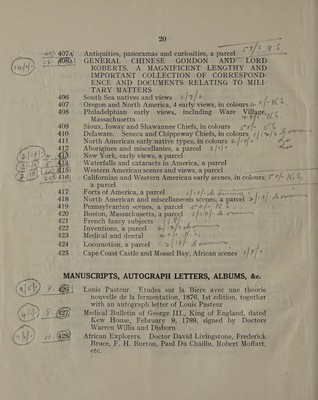 20
407A Antiquities, panoramas and curiosities, a parcel
408A GENERAL CHINESE GORDON AND LORD
ROBERTS. A MAGNIFICENT LENGTHY AND
IMPORTANT COLLECTION OF CORRESPOND-
ENCE AND DOCUMENTS RELATING TO MILI-
TARY MATTERS
406 South Sea natives and views
407 Oregon and North America, 4 early views, in colours
408 Philadelphian early views, including Ware Village,
Massachusetts
409 Sioux, Ioway and Shawannee Chiefs, in colours
410 Delaware. Seneca and Chippeway Chiefs, in colours
411 North American early native types, in colours
412 Aborigines and miscellanies, a parcel
413 New York, early views, a parcel
414 Waterfalls and cataracts in America, a parcel
415 Western American scenes and views, a parcel
416 Californian and Western American early scenes, in colours,
a parcel
417 Forts of America, a parcel
418 North American and miscellaneous scenes, a parcel
419 Pennsylvanian scenes, a parcel
420 Boston, Massachusetts, a parcel
421 French fancy subjects
422 Inventions, a parcel
423 Medical and dental
424 Locomotion, a parcel
425 Cape Coast Castle and Mossel Bay, African scenes
MANUSCRIPTS, AUTOGRAPH LETTERS, ALBUMS, &c.
426 Louis Pasteur. Etudes sur la Biere avec une theorie
nouvelle de la fermentation, 1876, 1st edition, together
with an autograph letter of Louis Pasteur
427 Medical Bulletin of George III., King of England, dated
Kew House, February 9, 1789, signed by Doctors
Warren Willis and Disborn
428 African Explorers. Doctor David Livingstone, Frederick
Bruce, F. H. Burton, Paul Du Chaillu, Robert Moffatt,
etc.